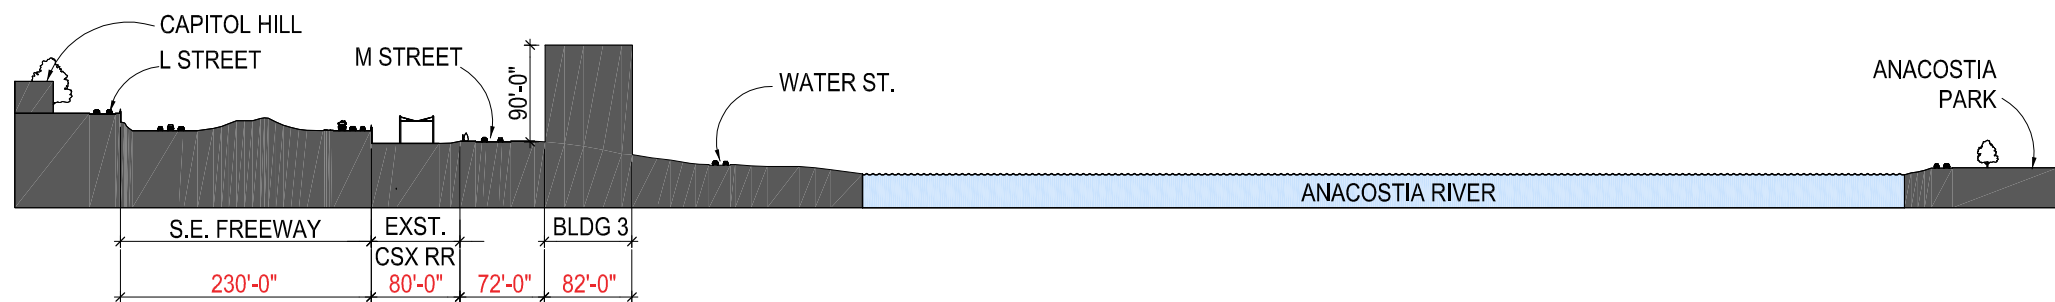 CAPITOL HILL
L STREET
M STREET
90'-0"
WATER ST.
ANACOSTIA
PARK
ANACOSTIA RIVER
S.E. FREEWAY
EXST.
CSX RR
BLDG 3
230'-0"
80'-0"
72'-0"
82'-0"